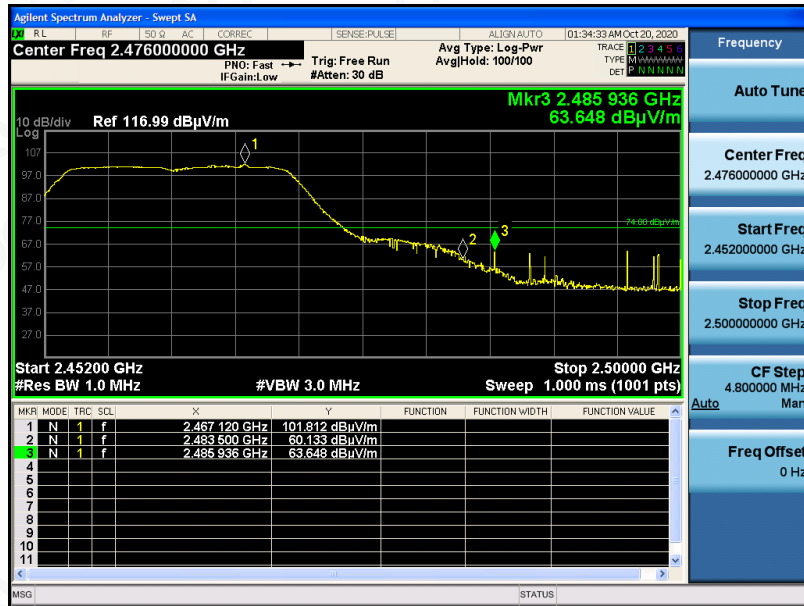 Agilent Spectrum Analyzer - Swept SA
LXI RL RF 50 Ω AC CORREC SENSE:PULSE ALIGN AUTO 01:34:33 AM Oct 20, 2020
Center Freq 2.476000000 GHz
PNO: Fast
IFGain:Low
Trig: Free Run
#Atten: 30 dB
Avg Type: Log-Pwr
Avg|Hold: 100/100
TRACE 1 2 3 4 5 6
TYPE M WWWWW
DET P N N N N N
Mkr3 2.485 936 GHz
63.648 dBµV/m
10 dB/div Ref 116.99 dBµV/m
Log
107
97.0
87.0
77.0
67.0
57.0
47.0
37.0
27.0
1
2
3
74.00 dBµV/m
Start 2.45200 GHz Stop 2.50000 GHz
#Res BW 1.0 MHz #VBW 3.0 MHz Sweep 1.000 ms (1001 pts)
MKR MODE TRC SCL X Y FUNCTION FUNCTION WIDTH FUNCTION VALUE
1 N 1 f 2.467 120 GHz 101.812 dBµV/m
2 N 1 f 2.483 500 GHz 60.133 dBµV/m
3 N 1 f 2.485 936 GHz 63.648 dBµV/m
4
5
6
7
8
9
10
11
MSG STATUS
Frequency
Auto Tune
Center Freq
2.476000000 GHz
Start Freq
2.452000000 GHz
Stop Freq
2.500000000 GHz
CF Step
4.800000 MHz
Auto Man
Freq Offset
0 Hz